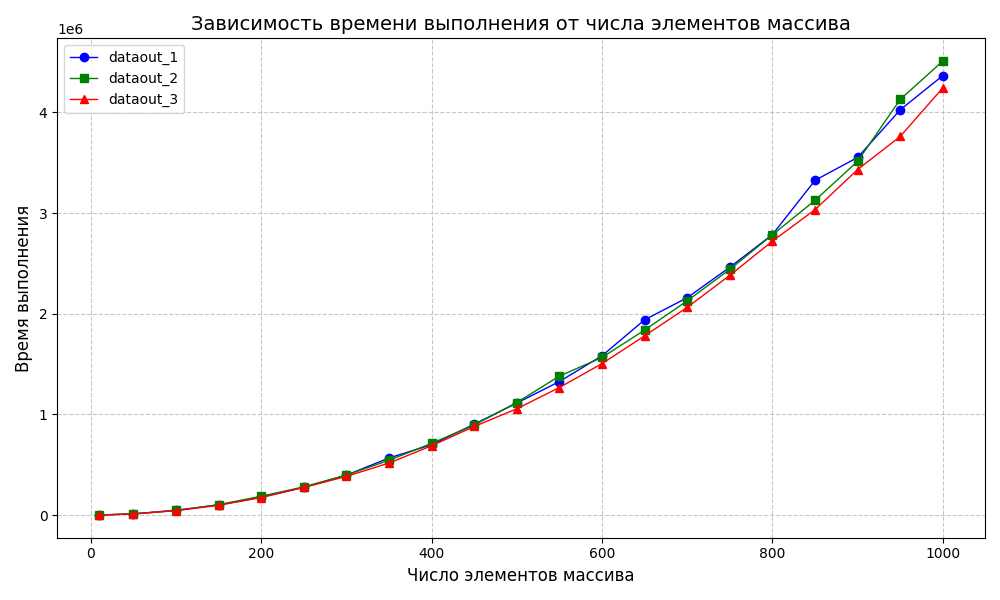 Зависимость времени выполнения от числа элементов массива
1e6
dataout_1
dataout_2
dataout_3
4
3
2
1
0
Время выполнения
0 200 400 600 800 1000
Число элементов массива